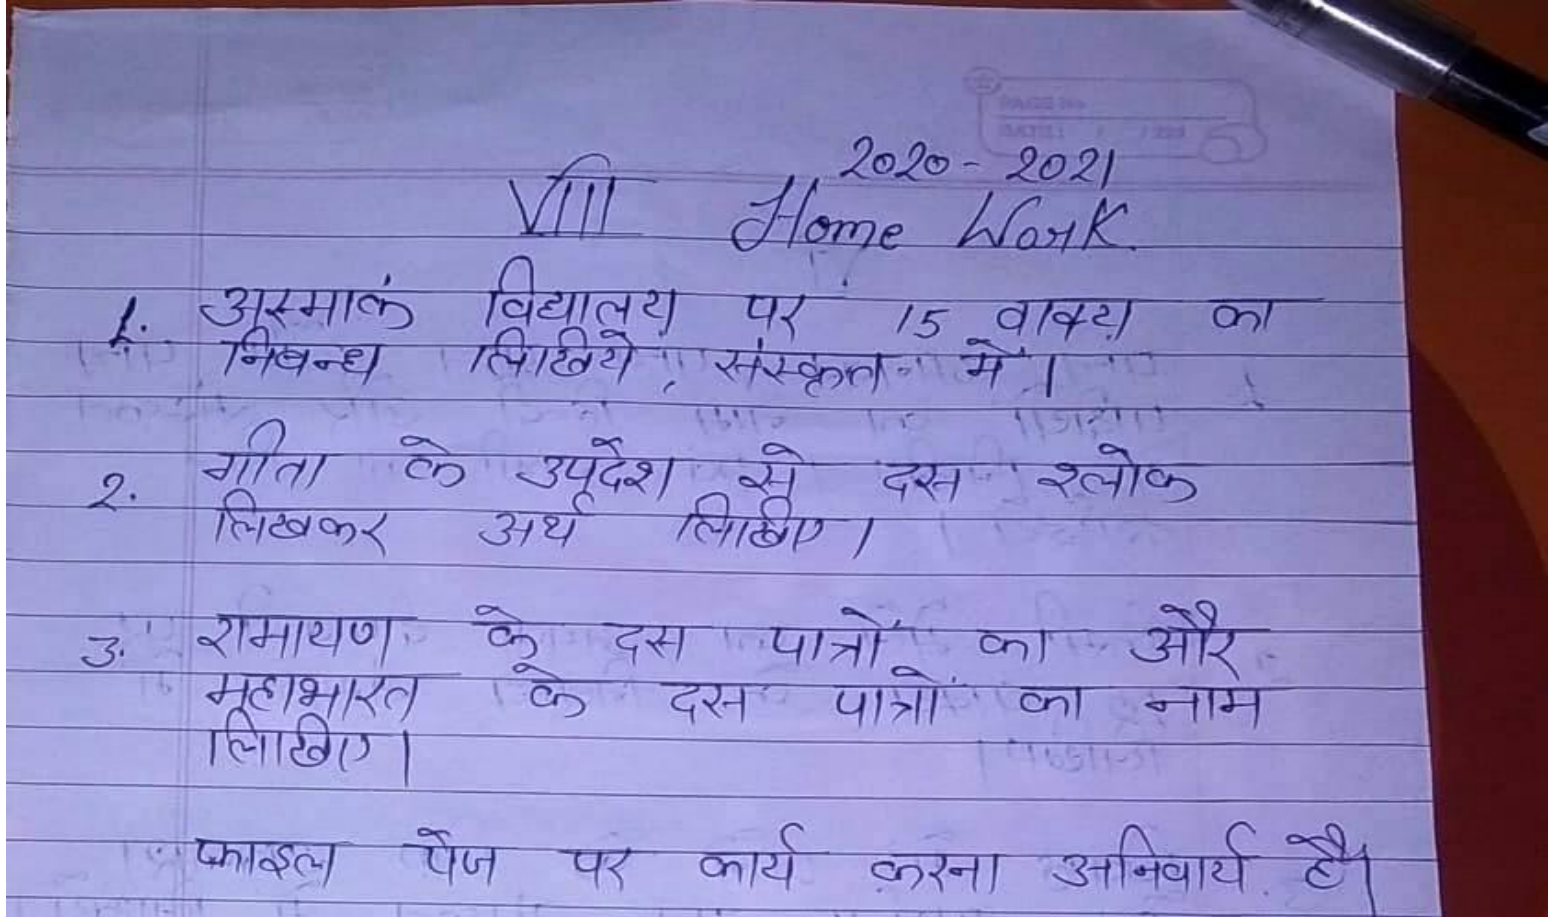 2020-2021
VIII Home Work.
1. अस्माकं विद्यालय पर 15 वाक्य का
निबन्ध लिखिये, संस्कृत में।
2. गीता के उपदेश से दस श्लोक
लिखकर अर्थ लिखिए।
3. रामायण के दस पात्रों का और
महाभारत के दस पात्रों का नाम
लिखिए।
फाइल पेज पर कार्य करना अनिवार्य है।